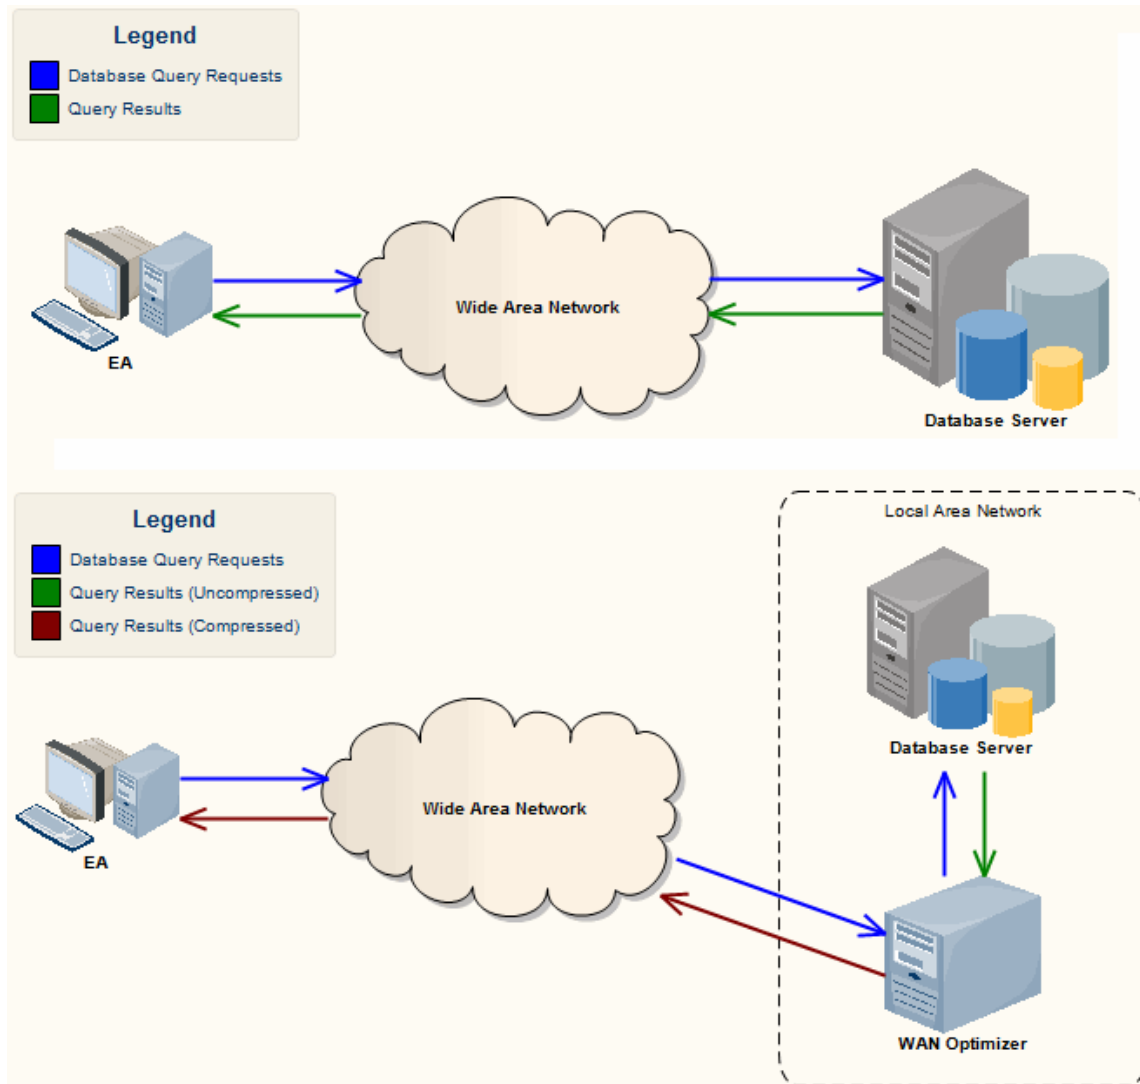 Legend
Database Query Requests
Query Results
Wide Area Network
EA
Database Server
Legend
Database Query Requests
Query Results (Uncompressed)
Query Results (Compressed)
Local Area Network
Database Server
Wide Area Network
EA
WAN Optimizer